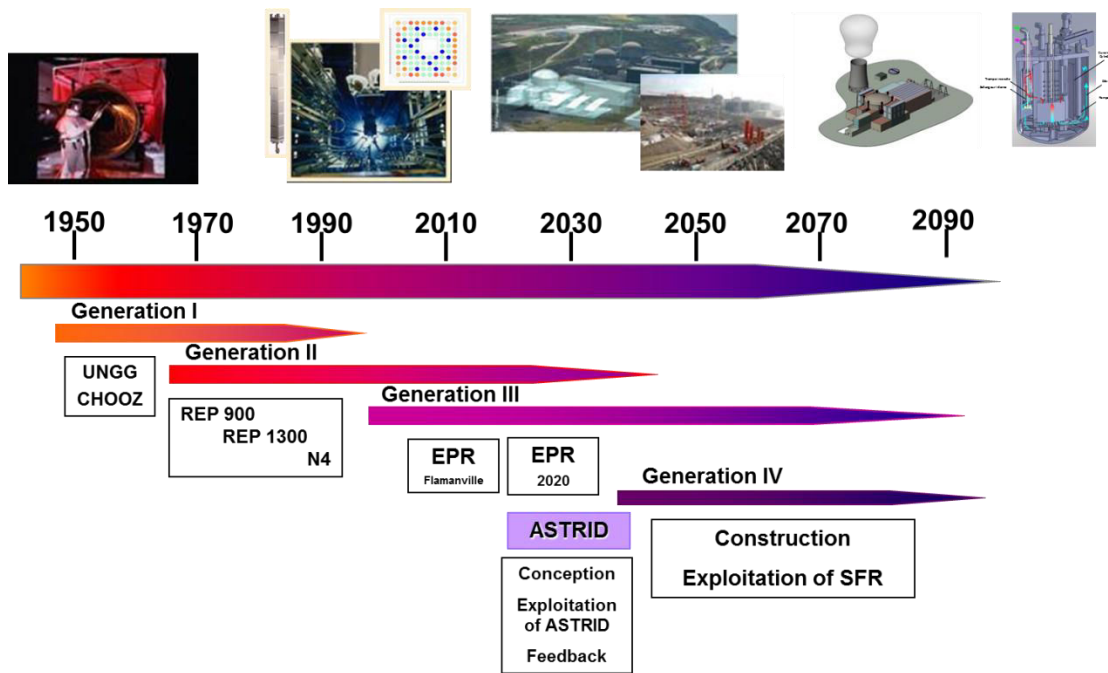 1950
1970
1990
2010
2030
2050
2070
2090
Generation I
Generation II
UNGG
CHOOZ
Generation III
REP 900
REP 1300
N4
EPR
Flamanville
EPR
2020
Generation IV
ASTRID
Construction
Exploitation of SFR
Conception
Exploitation
of ASTRID
Feedback